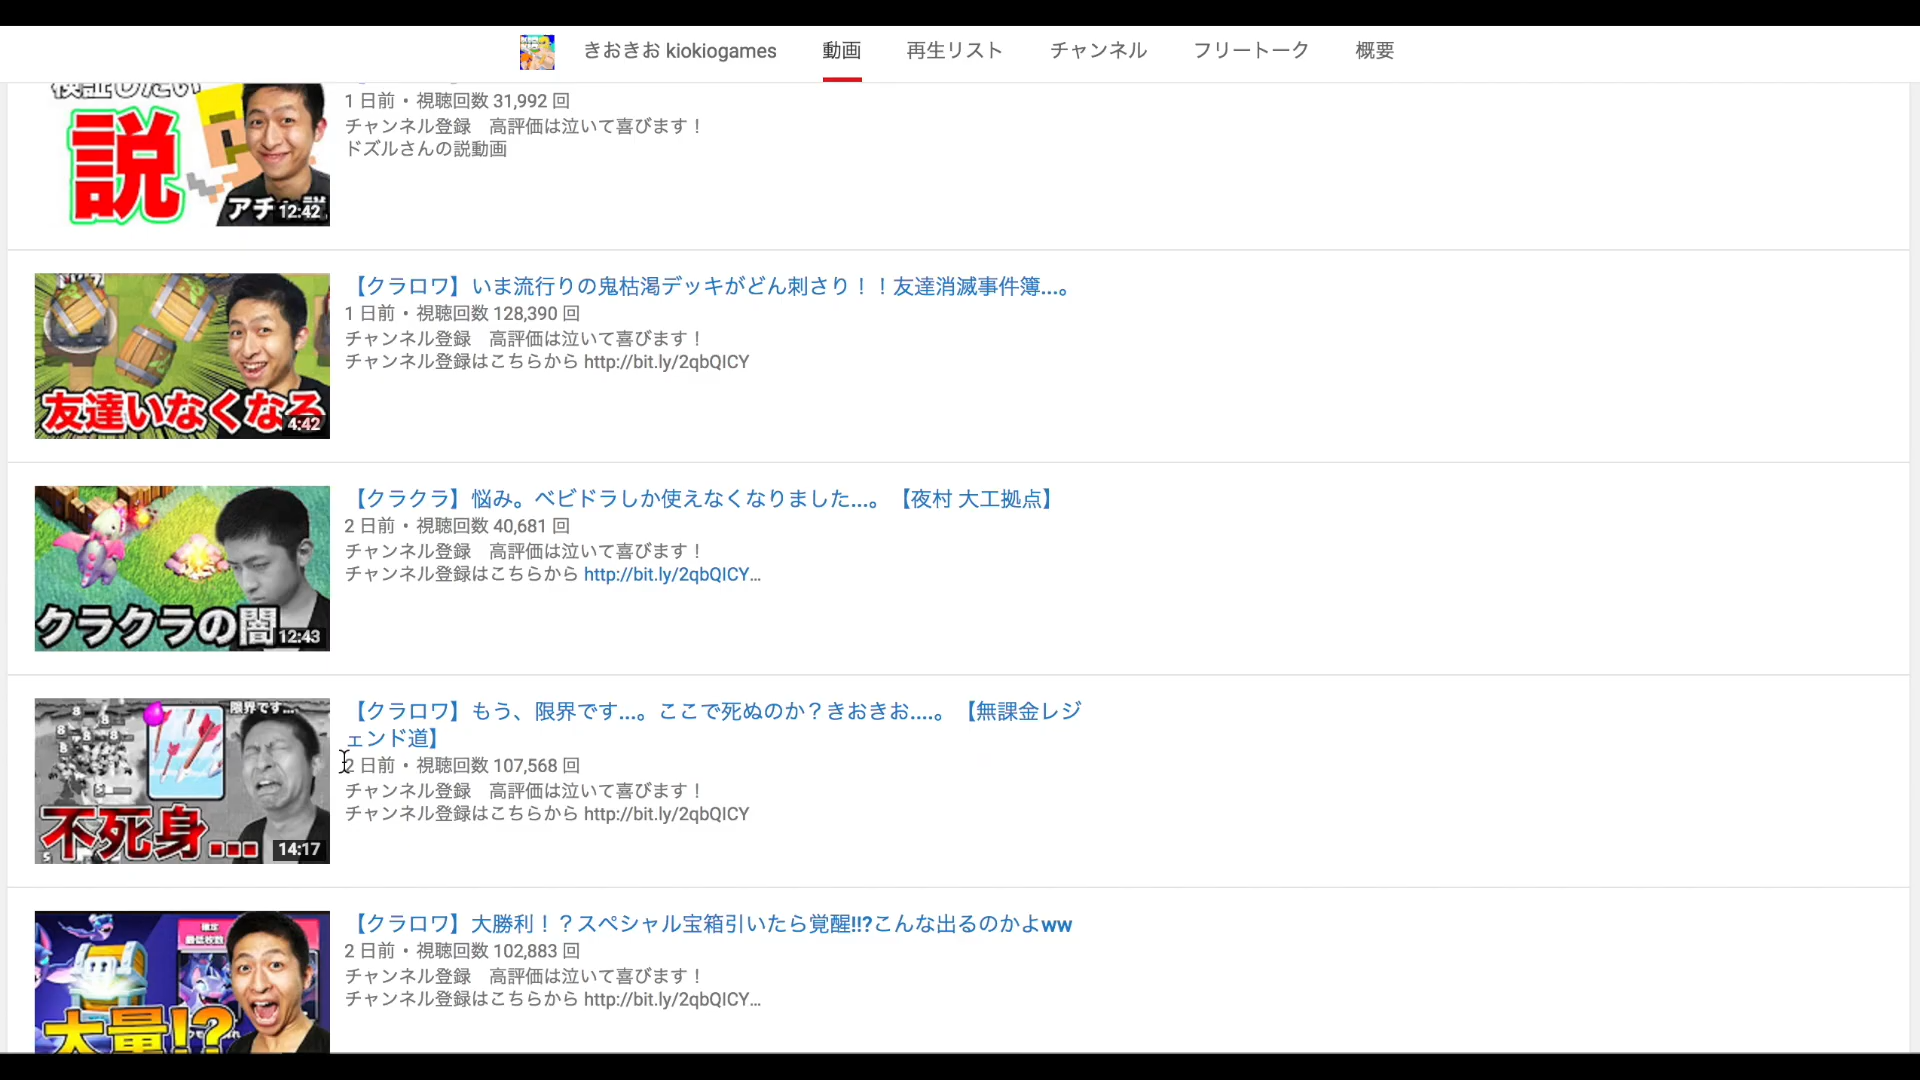 きおきお kiokiogames 動画 再生リスト チャンネル フリートーク 概要
検証したい
説
12:42
1 日前・視聴回数 31,992 回
チャンネル登録　高評価は泣いて喜びます！
ドズルさんの説動画
友達いなくなる
4:42
【クラロワ】いま流行りの鬼枯渇デッキがどん刺さり！！友達消滅事件簿...。
1 日前・視聴回数 128,390 回
チャンネル登録　高評価は泣いて喜びます！
チャンネル登録はこちらから http://bit.ly/2qbQICY
クラクラの闇
12:43
【クラクラ】悩み。ベビドラしか使えなくなりました...。【夜村 大工拠点】
2 日前・視聴回数 40,681 回
チャンネル登録　高評価は泣いて喜びます！
チャンネル登録はこちらから http://bit.ly/2qbQICY...
限界です...
不死身...
14:17
【クラロワ】もう、限界です...。ここで死ぬのか？きおきお....。【無課金レジ
ェンド道】
2 日前・視聴回数 107,568 回
チャンネル登録　高評価は泣いて喜びます！
チャンネル登録はこちらから http://bit.ly/2qbQICY
大量!?
【クラロワ】大勝利！？スペシャル宝箱引いたら覚醒!!?こんな出るのかよww
2 日前・視聴回数 102,883 回
チャンネル登録　高評価は泣いて喜びます！
チャンネル登録はこちらから http://bit.ly/2qbQICY...